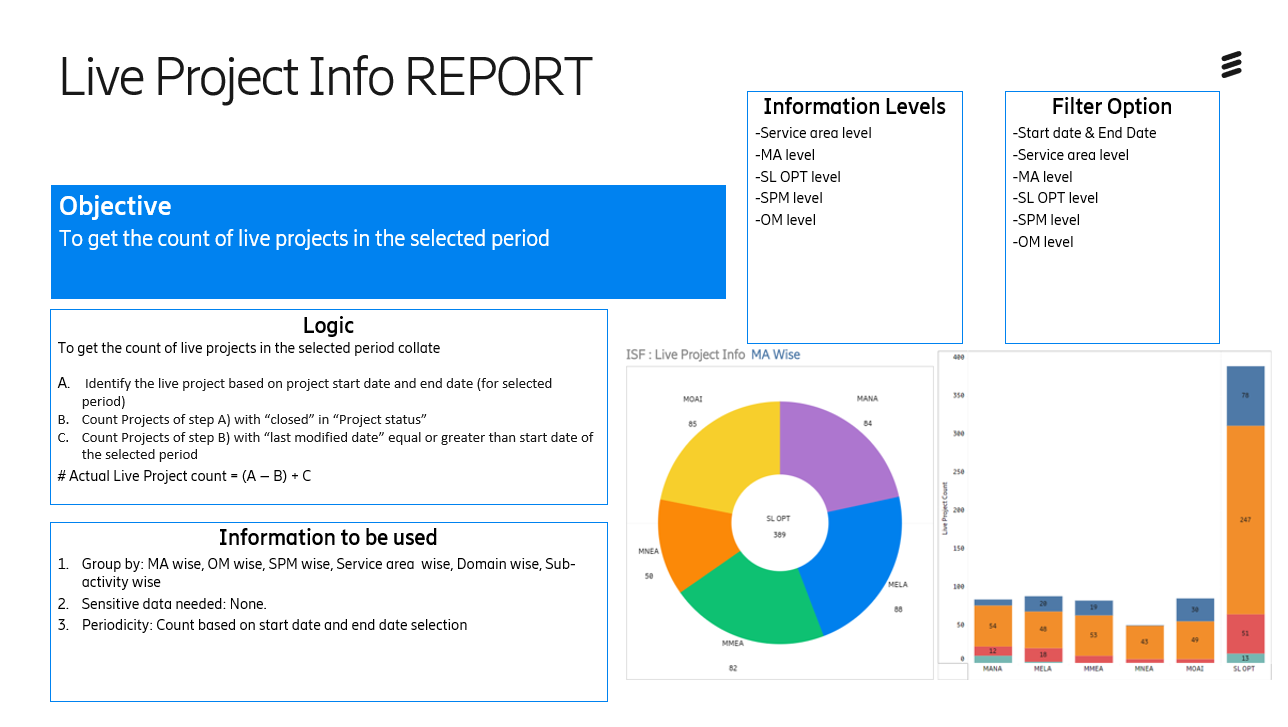 Live Project Info REPORT
Information Levels
-Service area level
-MA level
-SL OPT level
-SPM level
-OM level
Filter Option
-Start date & End Date
-Service area level
-MA level
-SL OPT level
-SPM level
-OM level
Objective
To get the count of live projects in the selected period
Logic
To get the count of live projects in the selected period collate
A. Identify the live project based on project start date and end date (for selected
period)
B. Count Projects of step A) with “closed” in “Project status”
C. Count Projects of step B) with “last modified date” equal or greater than start date of
the selected period
# Actual Live Project count = (A – B) + C
Information to be used
1. Group by: MA wise, OM wise, SPM wise, Service area wise, Domain wise, Sub-
activity wise
2. Sensitive data needed: None.
3. Periodicity: Count based on start date and end date selection
ISF : Live Project Info MA Wise
MOAI
85
MANA
84
SL OPT
389
MNEA
50
MELA
88
MMEA
82
Live Project Count
400
350
300
250
200
150
100
50
0
54
12
20
48
18
19
53
43
30
49
78
247
51
13
MANA
MELA
MMEA
MNEA
MOAI
SL OPT